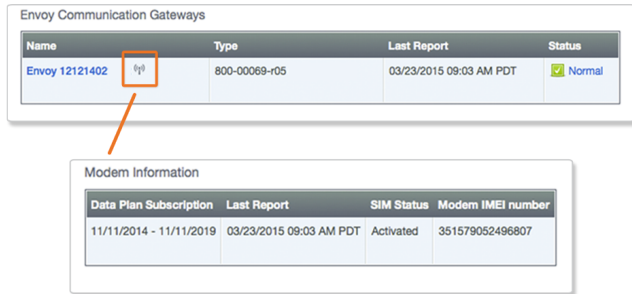 Envoy Communication Gateways
Name Type Last Report Status
Envoy 12121402 800-00069-r05 03/23/2015 09:03 AM PDT Normal
Modem Information
Data Plan Subscription Last Report SIM Status Modem IMEI number
11/11/2014 - 11/11/2019 03/23/2015 09:03 AM PDT Activated 351579052496807